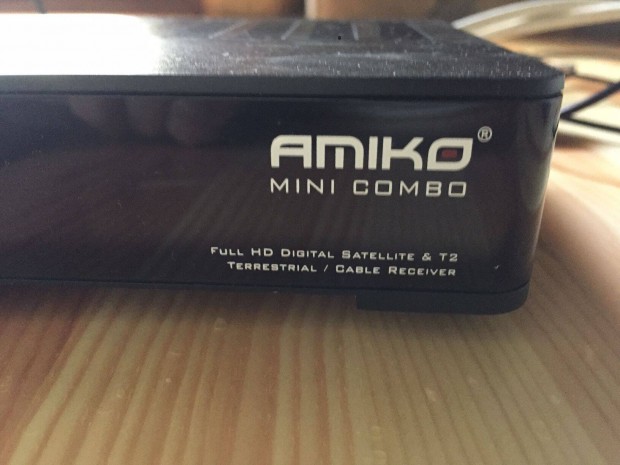 AMIKO®
MINI COMBO
FULL HD DIGITAL SATELLITE & T2
TERRESTRIAL / CABLE RECEIVER